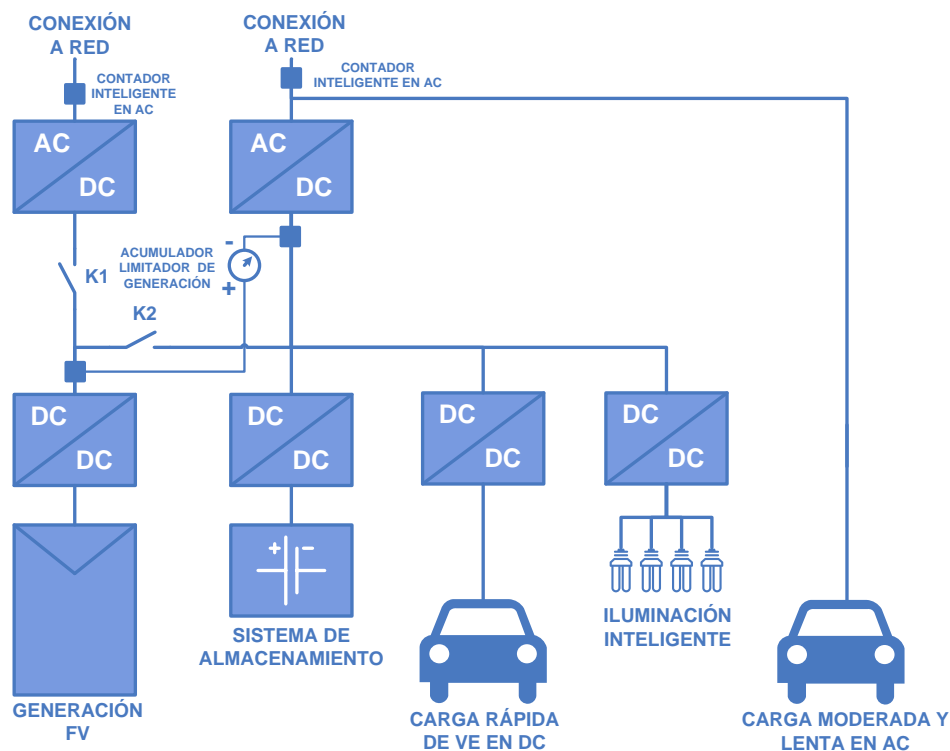 CONEXIÓN
A RED
CONEXIÓN
A RED
CONTADOR
INTELIGENTE
EN AC
CONTADOR
INTELIGENTE EN AC
AC
DC
AC
DC
K1
ACUMULADOR
LIMITADOR DE
GENERACIÓN
-
+
K2
DC
DC
DC
DC
DC
DC
DC
DC
+ -
GENERACIÓN
FV
SISTEMA DE
ALMACENAMIENTO
CARGA RÁPIDA
DE VE EN DC
ILUMINACIÓN
INTELIGENTE
CARGA MODERADA Y
LENTA EN AC